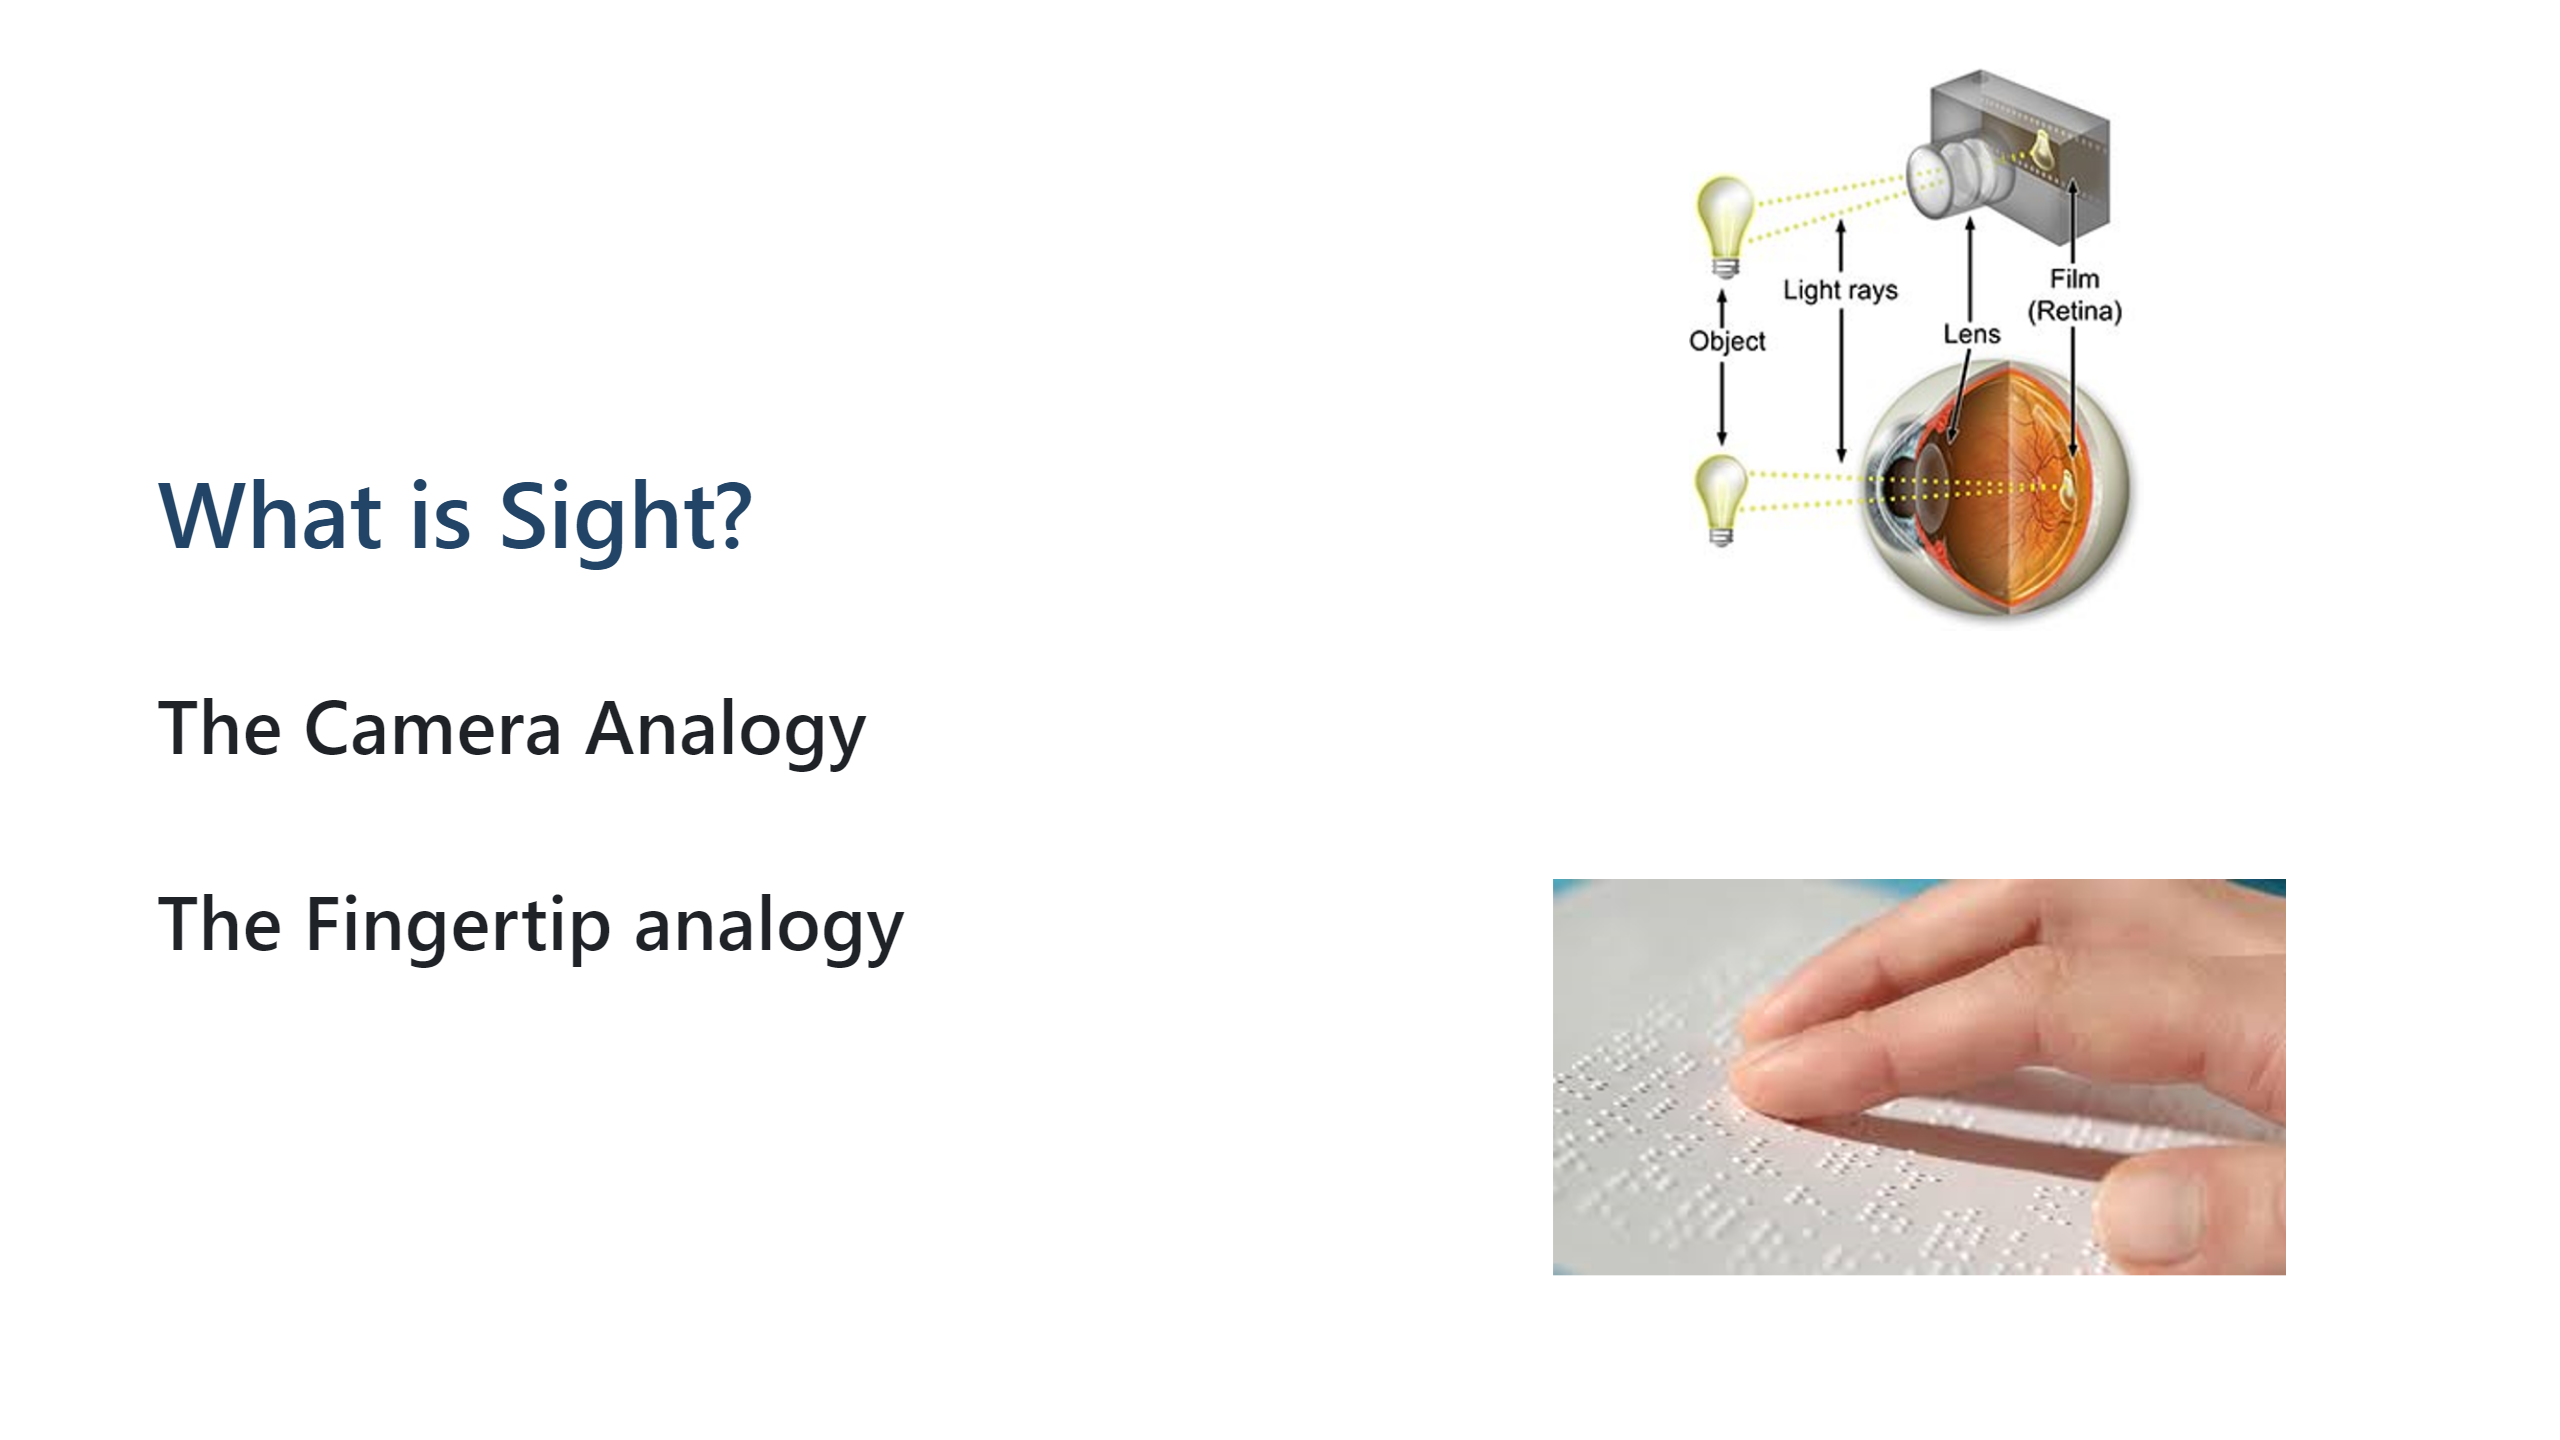 What is Sight?
The Camera Analogy
The Fingertip analogy
Light rays
Film
(Retina)
Lens
Object